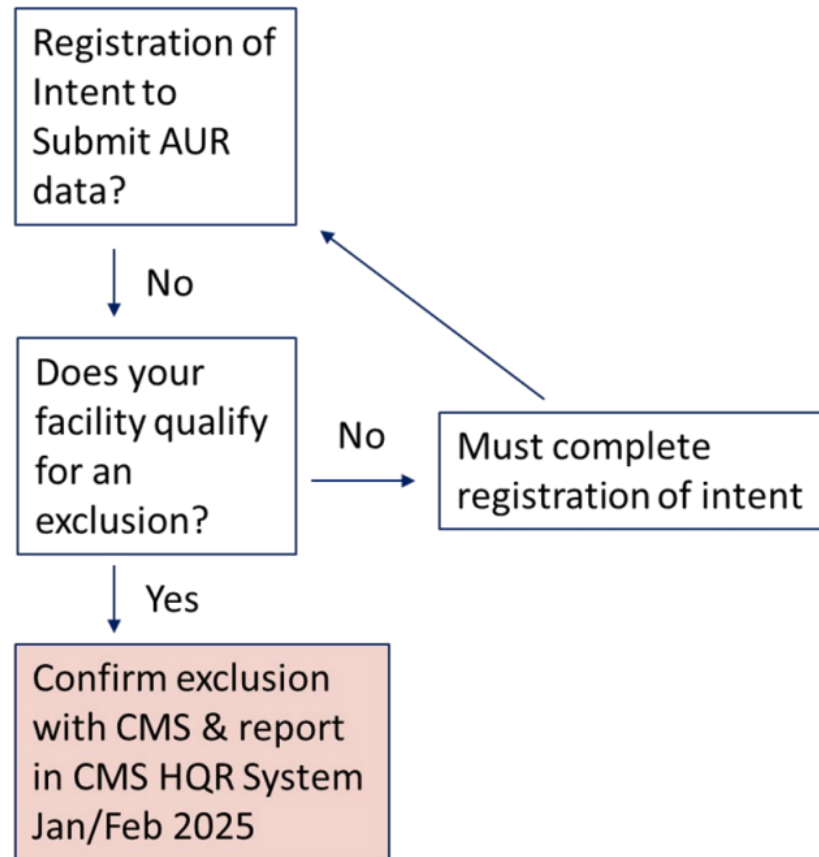 Registration of
Intent to
Submit AUR
data?
No
Does your
facility qualify
for an
exclusion?
No
Must complete
registration of intent
Yes
Confirm exclusion
with CMS & report
in CMS HQR System
Jan/Feb 2025